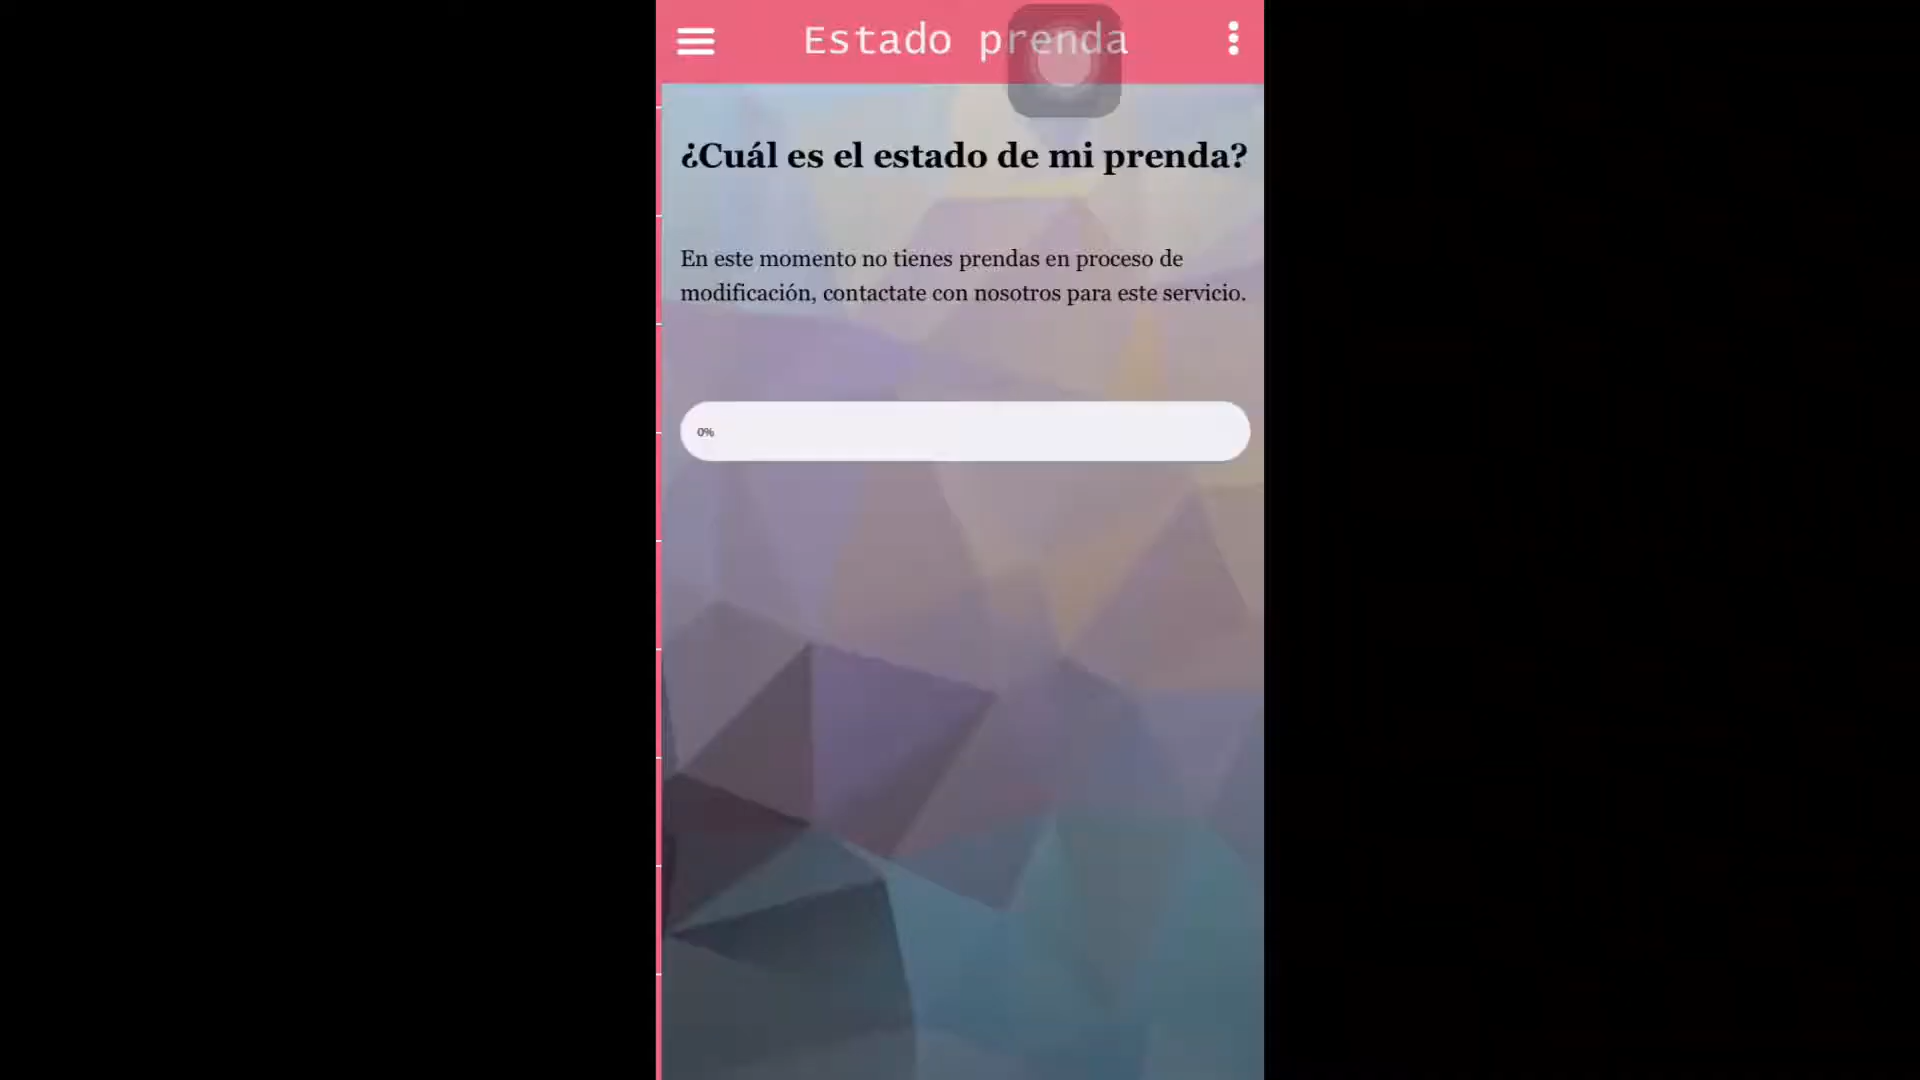 Estado prenda
¿Cuál es el estado de mi prenda?
En este momento no tienes prendas en proceso de
modificación, contactate con nosotros para este servicio.
0%